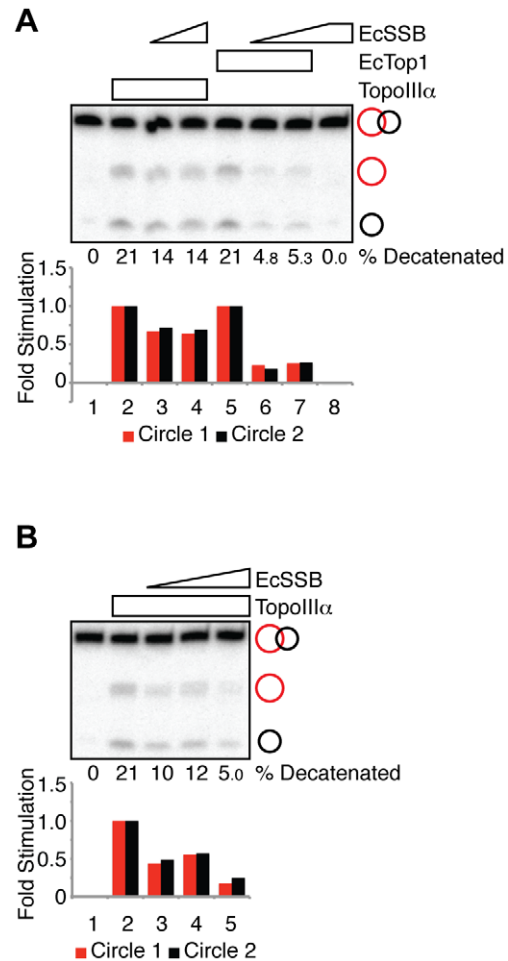 A
EcSSB
EcTop1
TopoIIIα
0 21 14 14 21 4.8 5.3 0.0 % Decatenated
Fold Stimulation
1.5
1.0
0.5
0
1 2 3 4 5 6 7 8
Circle 1 Circle 2
B
EcSSB
TopoIIIα
0 21 10 12 5.0 % Decatenated
Fold Stimulation
1.5
1.0
0.5
0
1 2 3 4 5
Circle 1 Circle 2